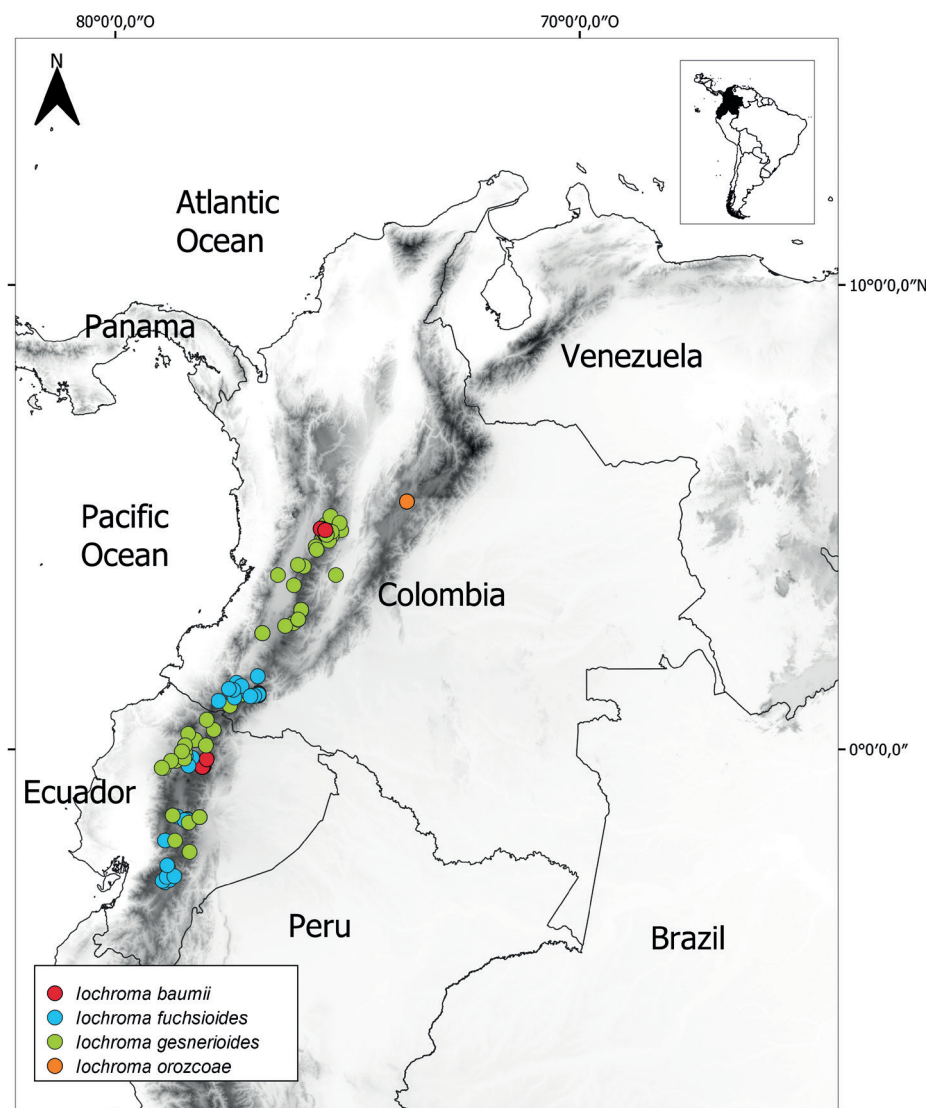 80°0'0,0"O
70°0'0,0"O
N
Atlantic
Ocean
10°0'0,0"N
Panama
Venezuela
Pacific
Ocean
Colombia
0°0'0,0"
Ecuador
Peru
Brazil
Iochroma baumii
Iochroma fuchsioides
Iochroma gesnerioides
Iochroma orozcoae